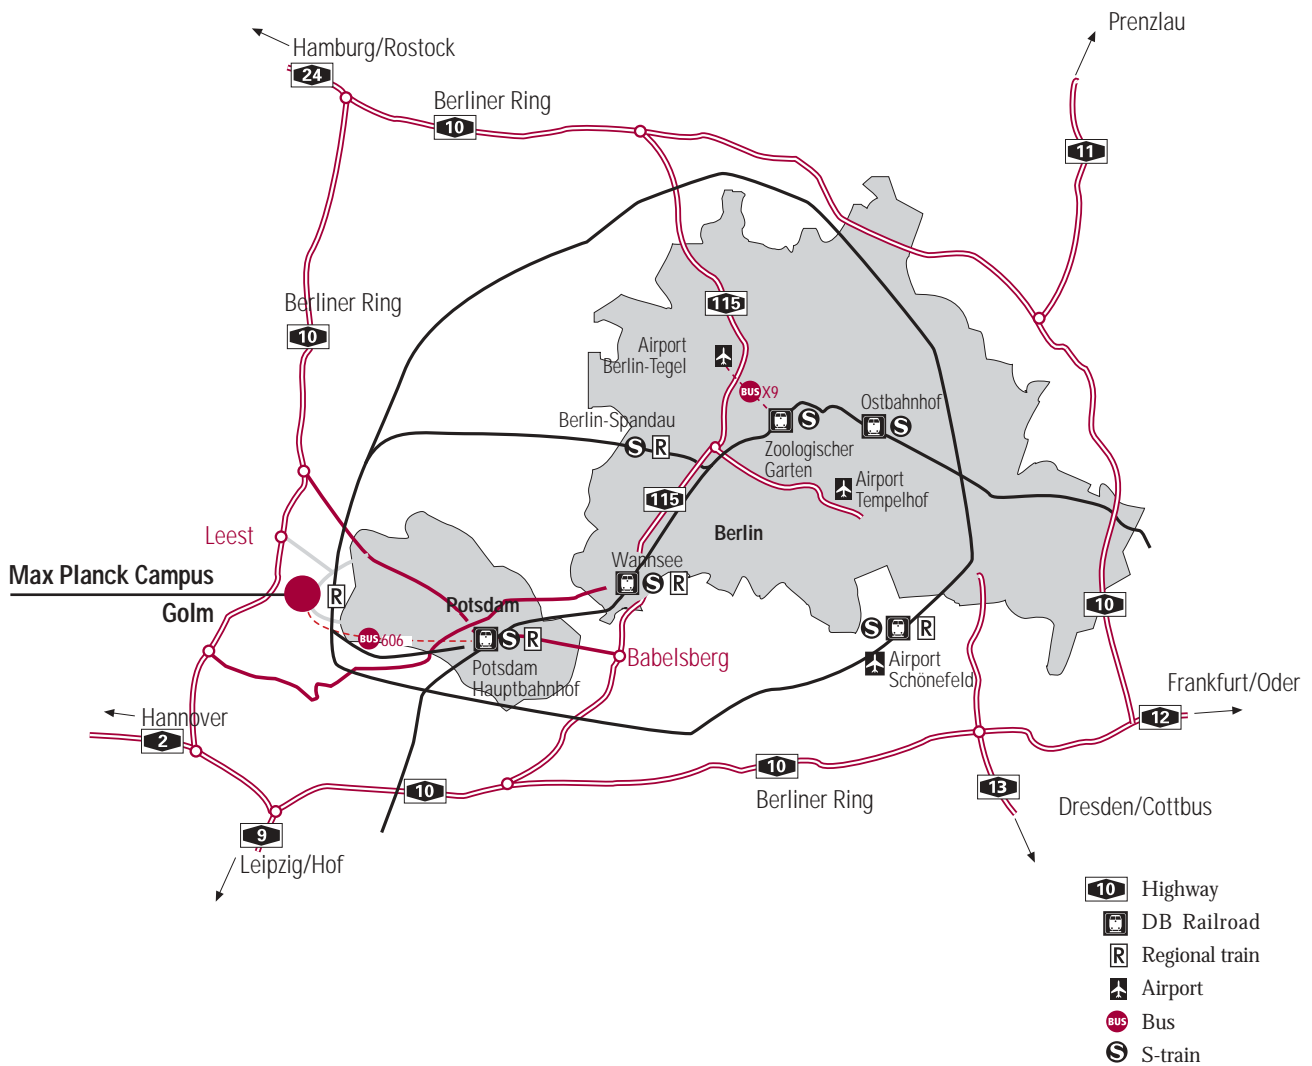 Prenzlau
Hamburg/Rostock
24
Berliner Ring
10
11
Berliner Ring
10
115
Airport
Berlin-Tegel
BUS X9
Ostbahnhof
S
Berlin-Spandau
S R
S
Zoologischer
Garten
Airport
Tempelhof
115
Berlin
Leest
Wannsee
S R
Max Planck Campus
Golm
R
Potsdam
10
BUS 606
S R
S R
Babelsberg
Potsdam
Hauptbahnhof
Airport
Schönefeld
Frankfurt/Oder
12
Hannover
2
10
10
Berliner Ring
13
Dresden/Cottbus
9
Leipzig/Hof
10 Highway
DB Railroad
R Regional train
Airport
BUS Bus
S S-train